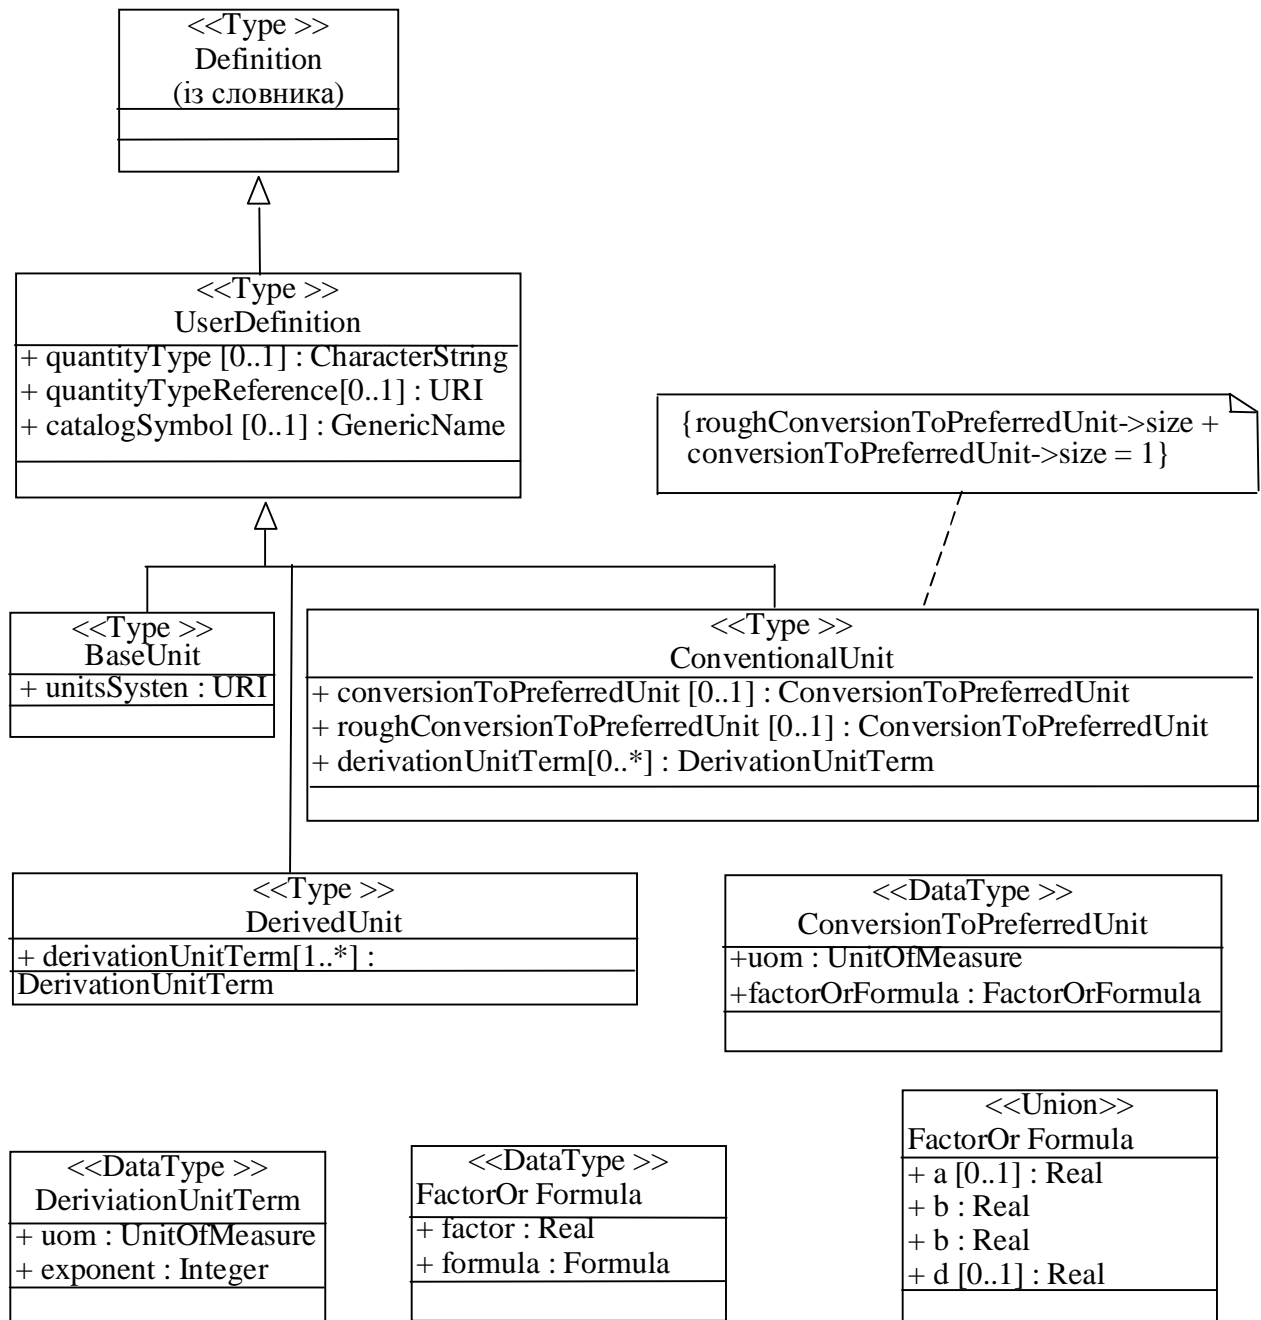 <<Type >>
Definition
(із словника)
<<Type >>
UserDefinition
+ quantityType [0..1] : CharacterString
+ quantityTypeReference[0..1] : URI
+ catalogSymbol [0..1] : GenericName
{roughConversionToPreferredUnit->size +
conversionToPreferredUnit->size = 1}
<<Type >>
BaseUnit
+ unitsSysten : URI
<<Type >>
ConventionalUnit
+ conversionToPreferredUnit [0..1] : ConversionToPreferredUnit
+ roughConversionToPreferredUnit [0..1] : ConversionToPreferredUnit
+ derivationUnitTerm[0..*] : DerivationUnitTerm
<<Type >>
DerivedUnit
+ derivationUnitTerm[1..*] :
DerivationUnitTerm
<<DataType >>
ConversionToPreferredUnit
+uom : UnitOfMeasure
+factorOrFormula : FactorOrFormula
<<DataType >>
DeriviationUnitTerm
+ uom : UnitOfMeasure
+ exponent : Integer
<<DataType >>
FactorOr Formula
+ factor : Real
+ formula : Formula
<<Union>>
FactorOr Formula
+ a [0..1] : Real
+ b : Real
+ b : Real
+ d [0..1] : Real